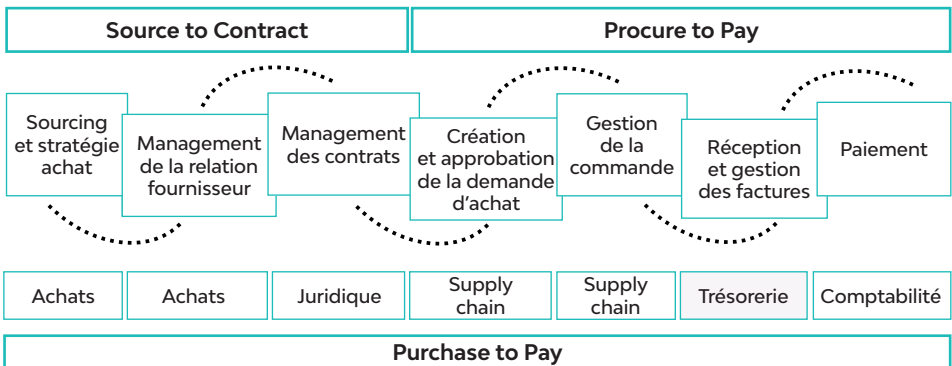 Source to Contract
Procure to Pay
Sourcing
et stratégie
achat
Management
de la relation
fournisseur
Management
des contrats
Création
et approbation
de la demande
d'achat
Gestion
de la
commande
Réception
et gestion
des factures
Paiement
Achats
Achats
Juridique
Supply
chain
Supply
chain
Trésorerie
Comptabilité
Purchase to Pay